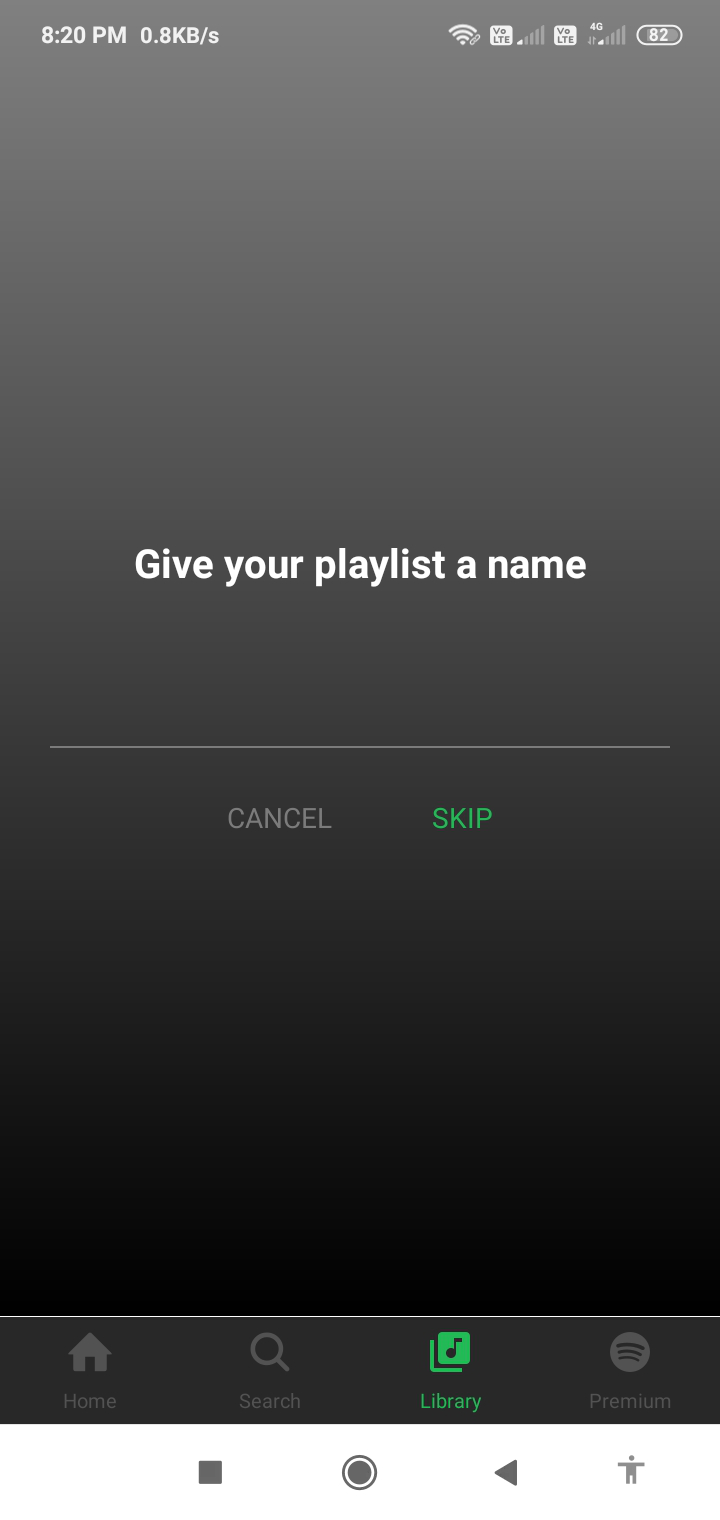 8:20 PM 0.8KB/s Vo LTE Vo LTE 4G 82
Give your playlist a name
CANCEL SKIP
Home Search Library Premium